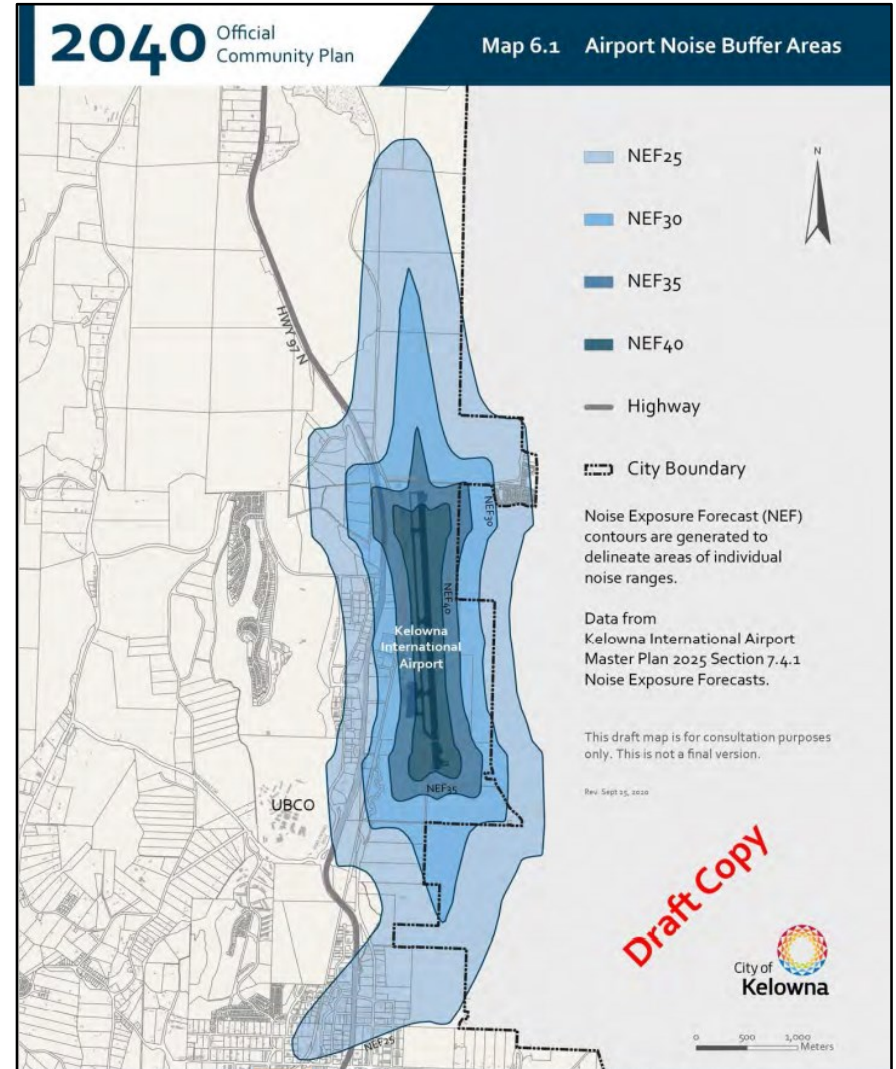 2040 Official
Community Plan
Map 6.1 Airport Noise Buffer Areas
NEF25
N
NEF30
NEF35
NEF40
Highway
City Boundary
Noise Exposure Forecast (NEF)
contours are generated to
delineate areas of individual
noise ranges.
Data from
Kelowna International Airport
Master Plan 2025 Section 7.4.1
Noise Exposure Forecasts.
This draft map is for consultation purposes
only. This is not a final version.
Rev. Sept 25, 2020
Draft Copy
City of
Kelowna
0 500 1,000
Meters
HWY 97 N
NEF30
NEF40
Kelowna
International
Airport
NEF35
UBCO
NEF25